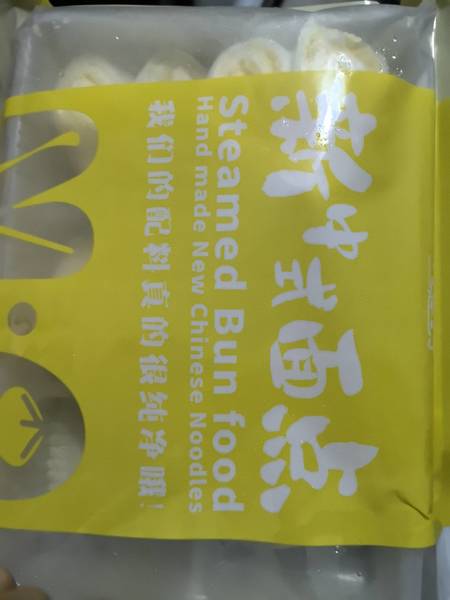 新中式面点
Steamed Bun food
Hand made New Chinese Noodles
我们的配料真的很纯净哦!